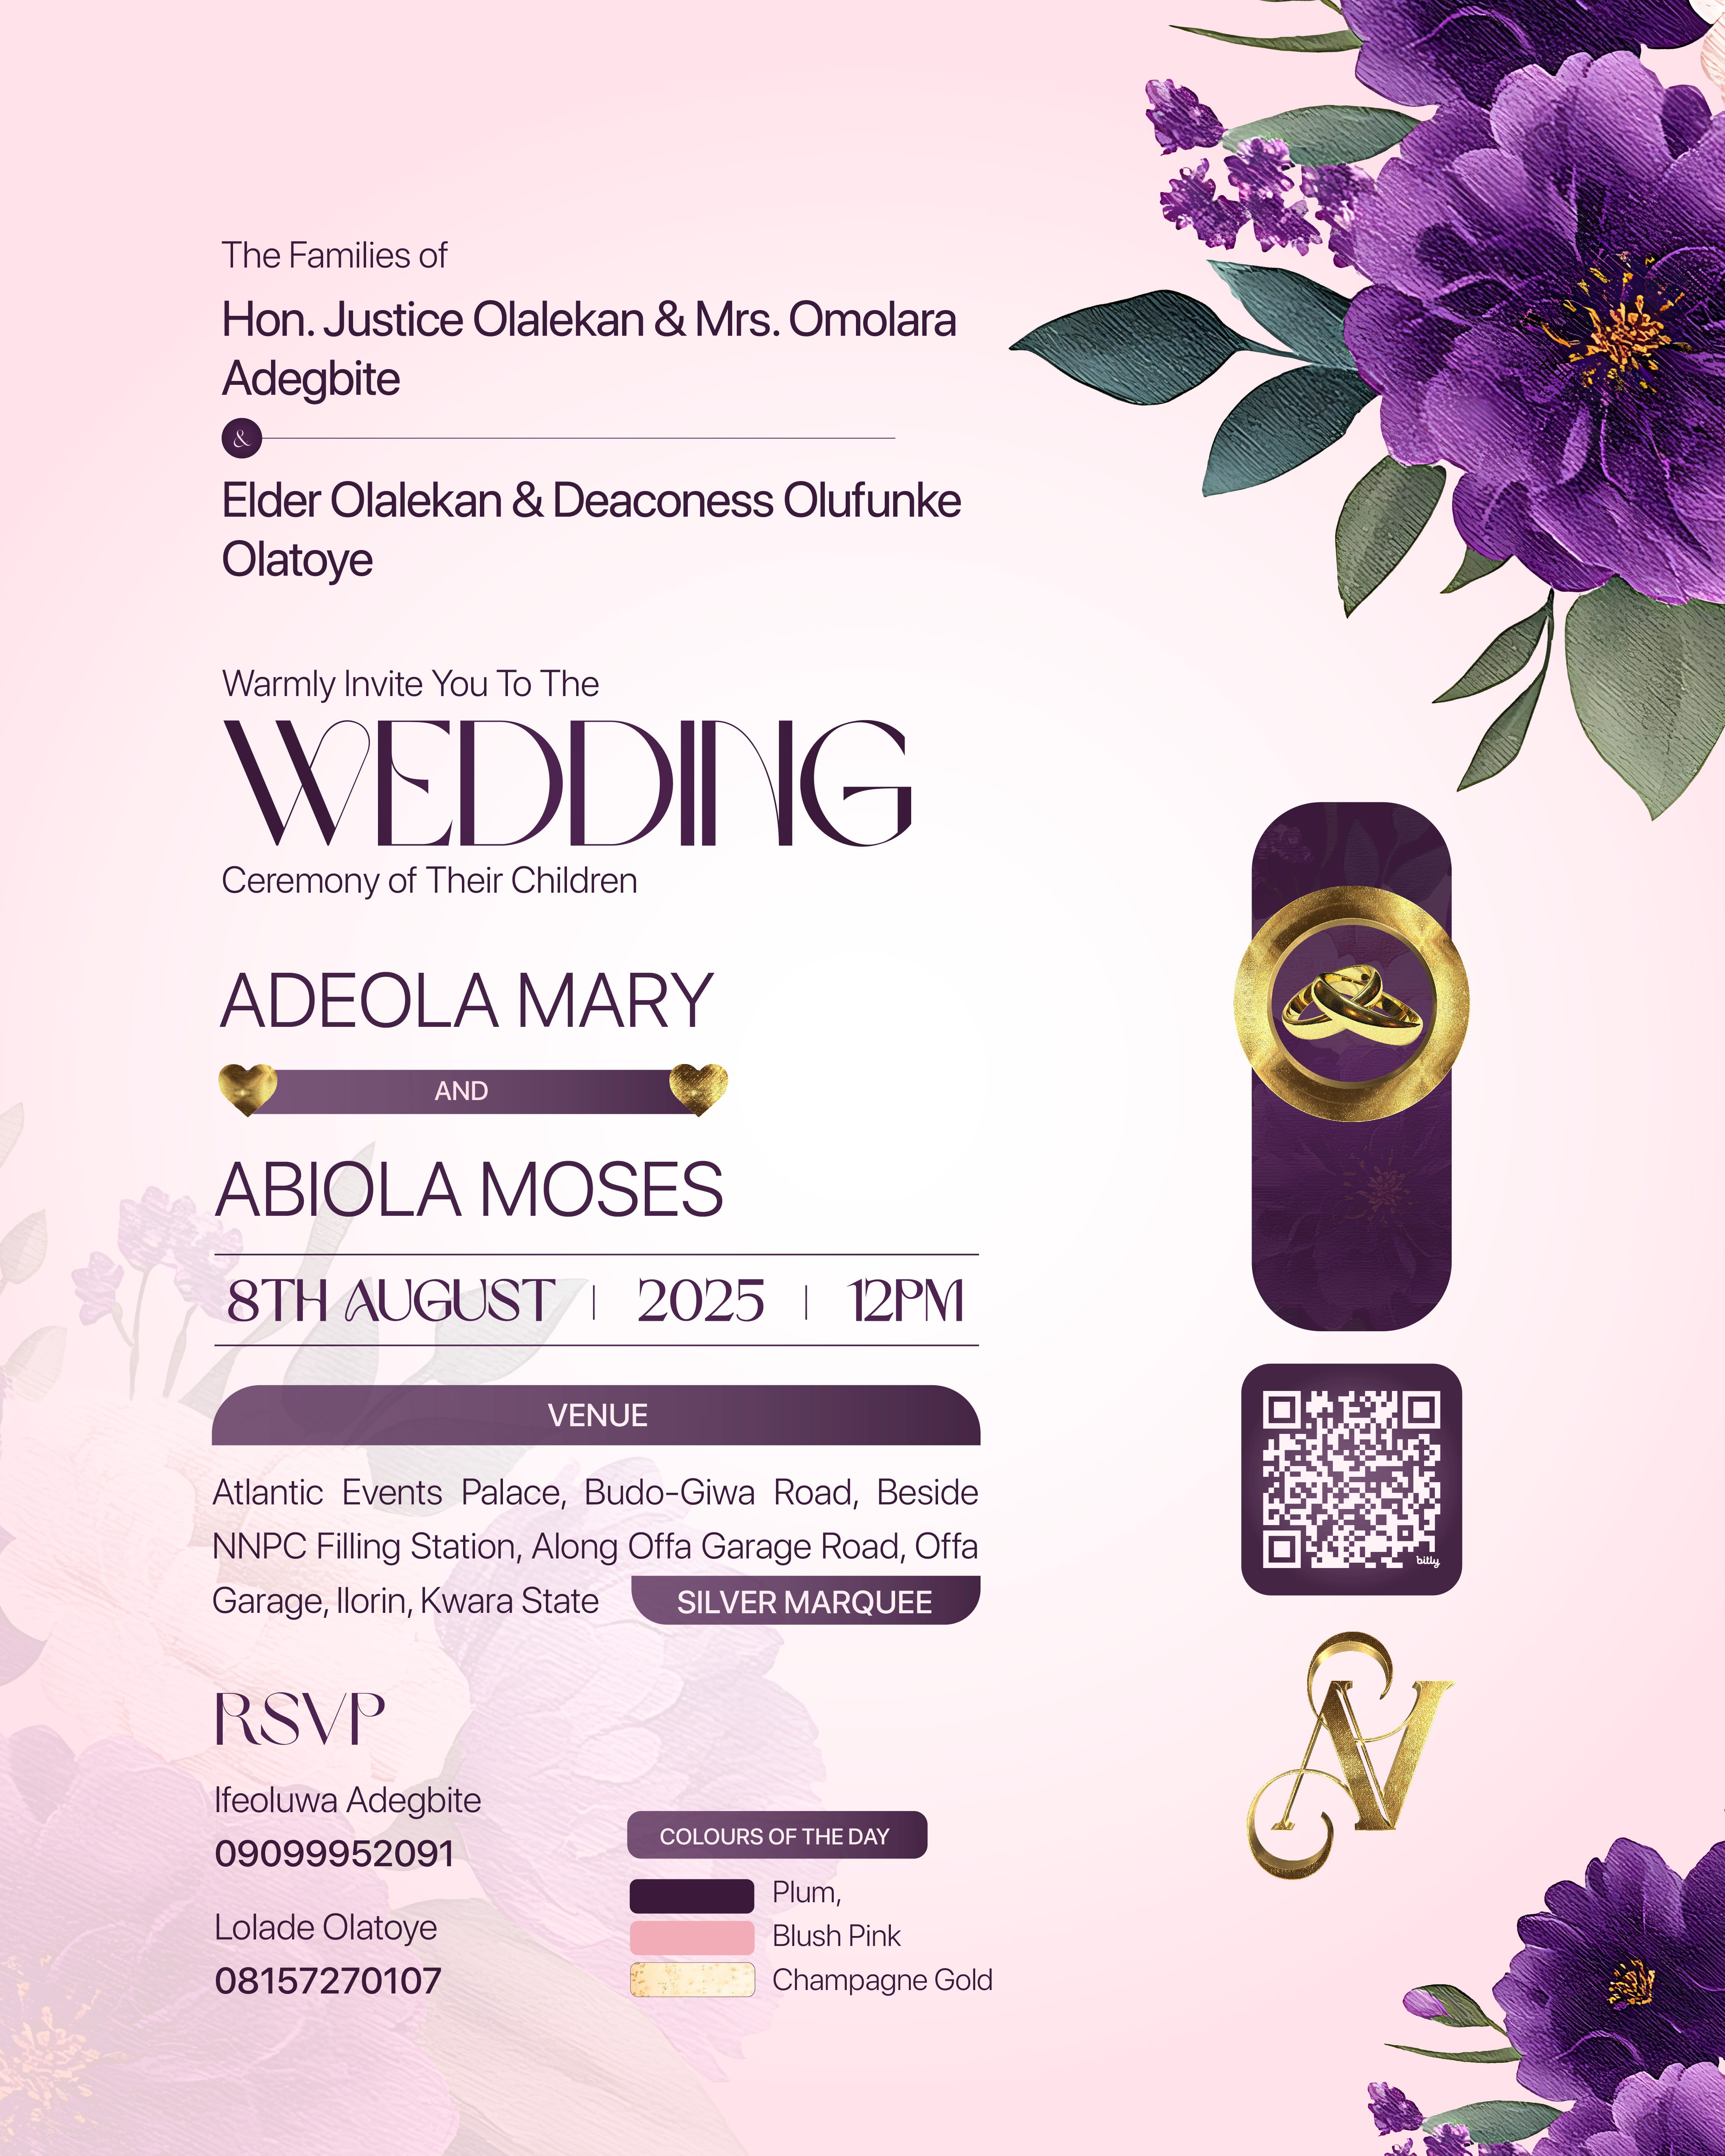 The Families of
Hon. Justice Olalekan & Mrs. Omolara
Adegbite
&
Elder Olalekan & Deaconess Olufunke
Olatoye
Warmly Invite You To The
WEDDING
Ceremony of Their Children
ADEOLA MARY
AND
ABIOLA MOSES
8TH AUGUST | 2025 | 12PM
VENUE
Atlantic Events Palace, Budo-Giwa Road, Beside
NNPC Filling Station, Along Offa Garage Road, Offa
Garage, Ilorin, Kwara State
SILVER MARQUEE
bitly
RSVP
Ifeoluwa Adegbite
09099952091
Lolade Olatoye
08157270107
COLOURS OF THE DAY
Plum,
Blush Pink
Champagne Gold